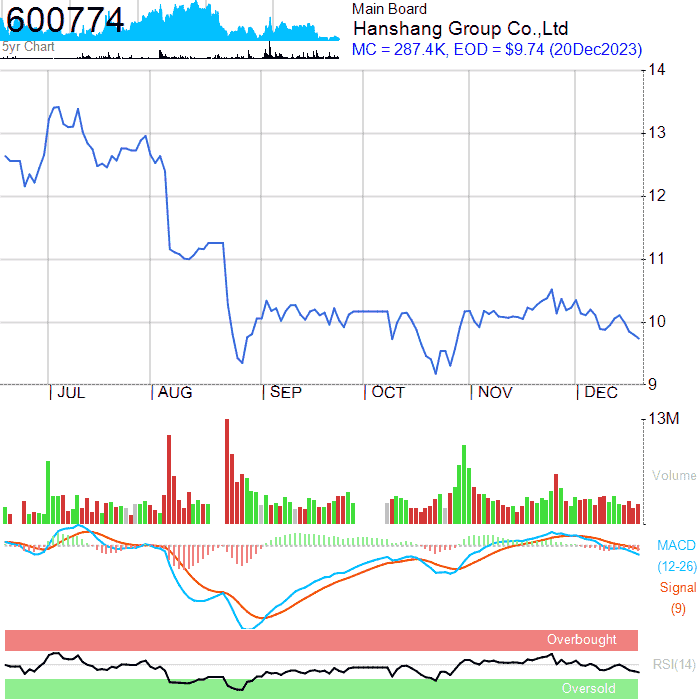 600774
5yr Chart
Main Board
Hanshang Group Co.,Ltd
MC = 287.4K, EOD = $9.74 (20Dec2023)
14
13
12
11
10
9
JUL AUG SEP OCT NOV DEC
13M
Volume
MACD
(12-26)
Signal
(9)
Overbought
RSI(14)
Oversold